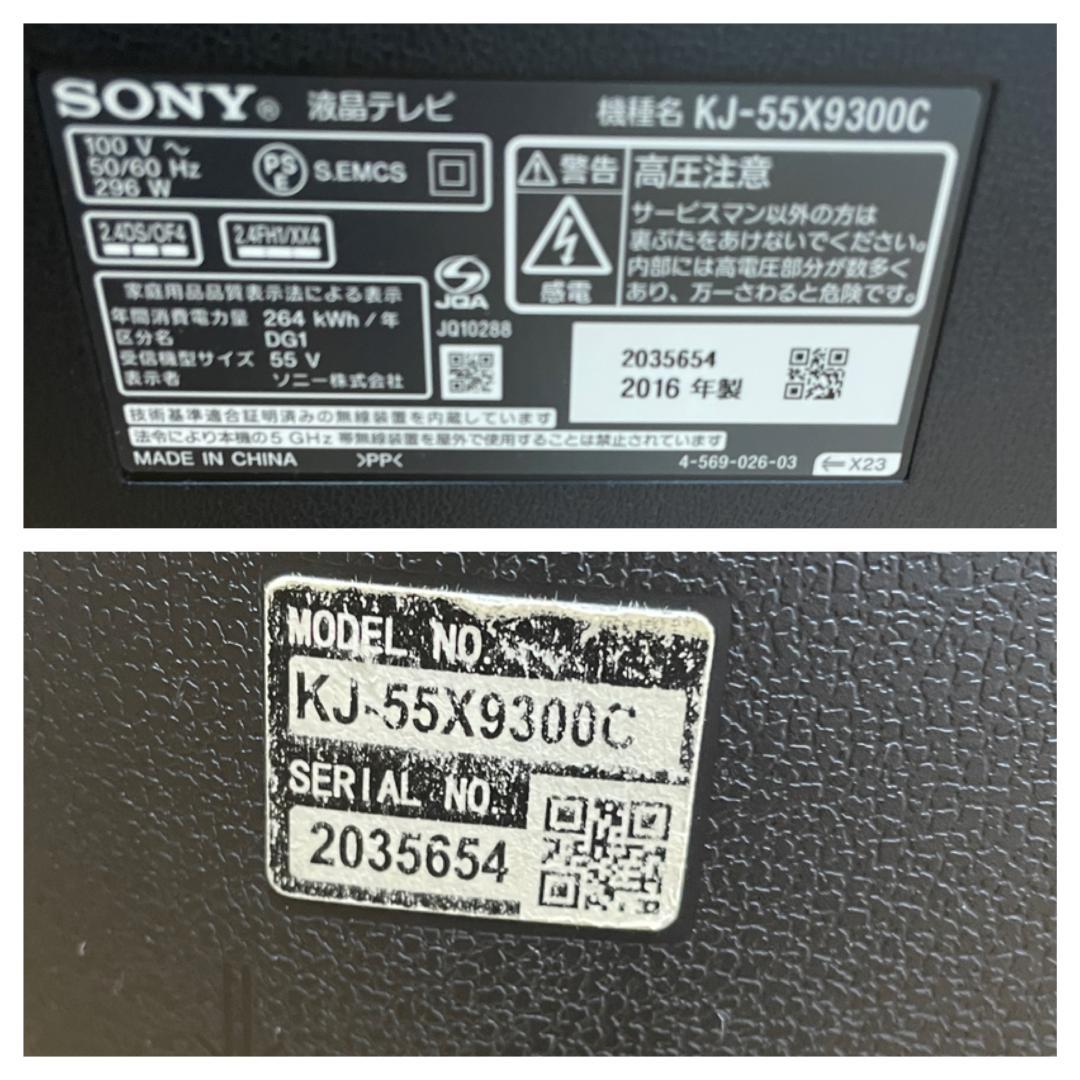 SONY® 液晶テレビ 機種名 KJ-55X9300C
100 V ～
50/60 Hz
296 W
PSE S.EMCS
2.4DS/OF4 2.4FH1/XX4
家庭用品品質表示法による表示
年間消費電力量 264 kWh/年
区分名 DG1
受信機型サイズ 55 V
表示者 ソニー株式会社
JQA
JQ10288
警告 高圧注意
感電
サービスマン以外の方は
裏ぶたをあけないでください。
内部には高電圧部分が数多く
あり、万一さわると危険です。
2035654
2016 年製
技術基準適合証明済みの無線装置を内蔵しています
法令により本機の5 GHz 帯無線装置を屋外で使用することは禁止されています
MADE IN CHINA >PP< 4-569-026-03 ←X23
MODEL NO.
KJ-55X9300C
SERIAL NO.
2035654